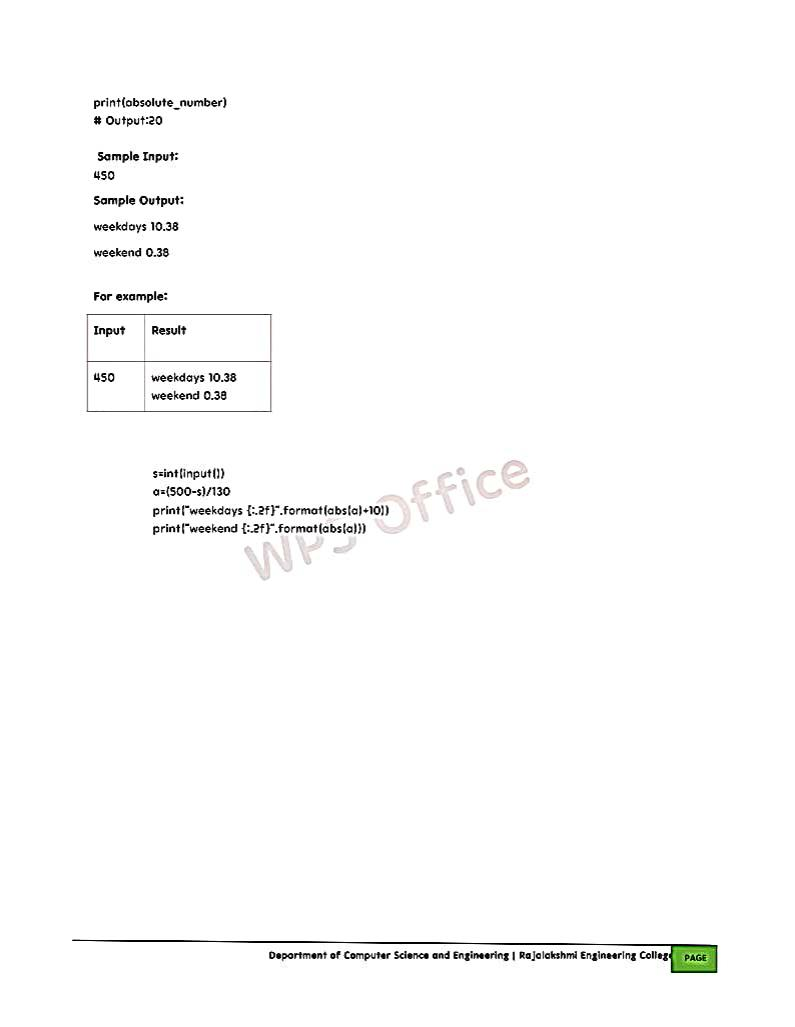 print(absolute_number)
# Output:20
Sample Input:
450
Sample Output:
weekdays 10.38
weekend 0.38
For example:
Input Result
450 weekdays 10.38
weekend 0.38
s=int(input())
a=(500-s)/130
print("weekdays {:.2f}".format(abs(a)+10))
print("weekend {:.2f}".format(abs(a)))
WPS Office
Department of Computer Science and Engineering | Rajalakshmi Engineering College
PAGE